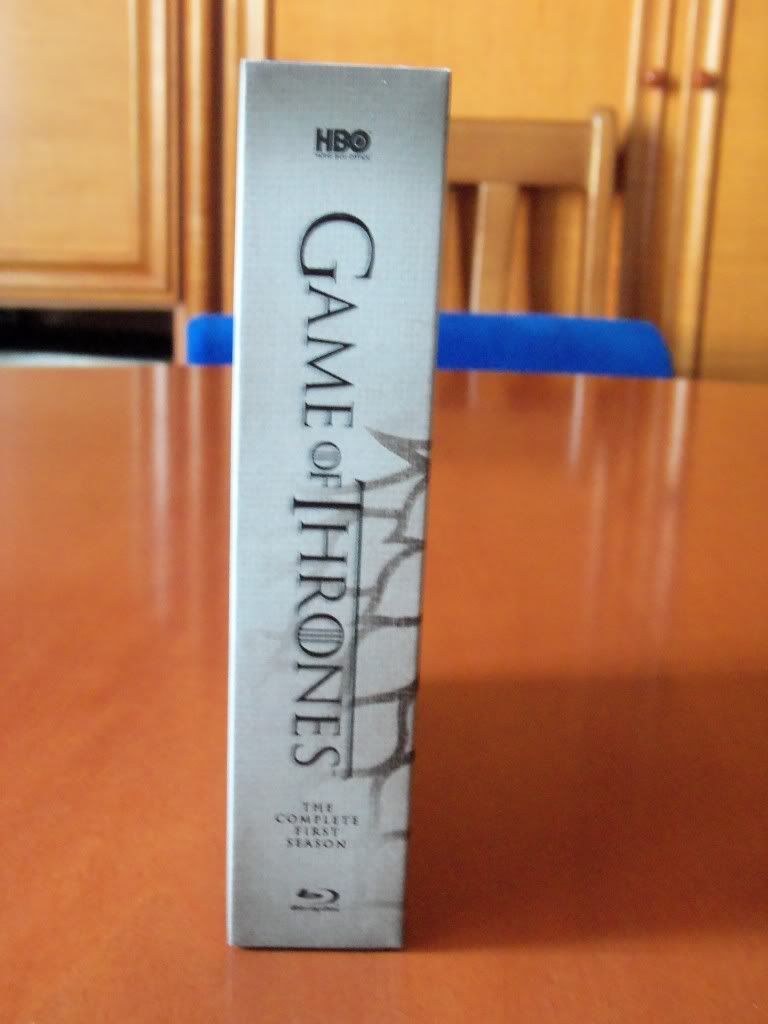 HBO
GAME OF THRONES
THE
COMPLETE
FIRST
SEASON